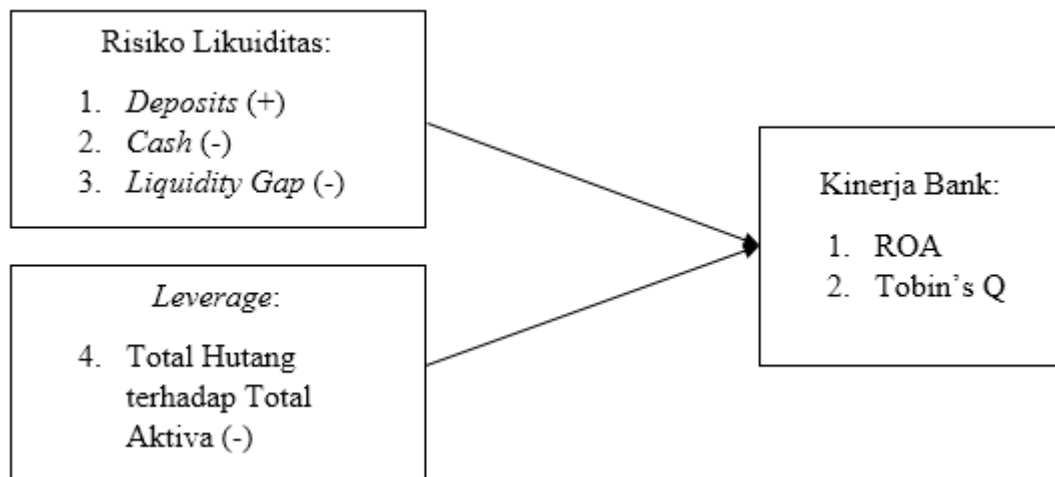 Risiko Likuiditas:
1. Deposits (+)
2. Cash (-)
3. Liquidity Gap (-)
Leverage:
4. Total Hutang
terhadap Total
Aktiva (-)
Kinerja Bank:
1. ROA
2. Tobin’s Q